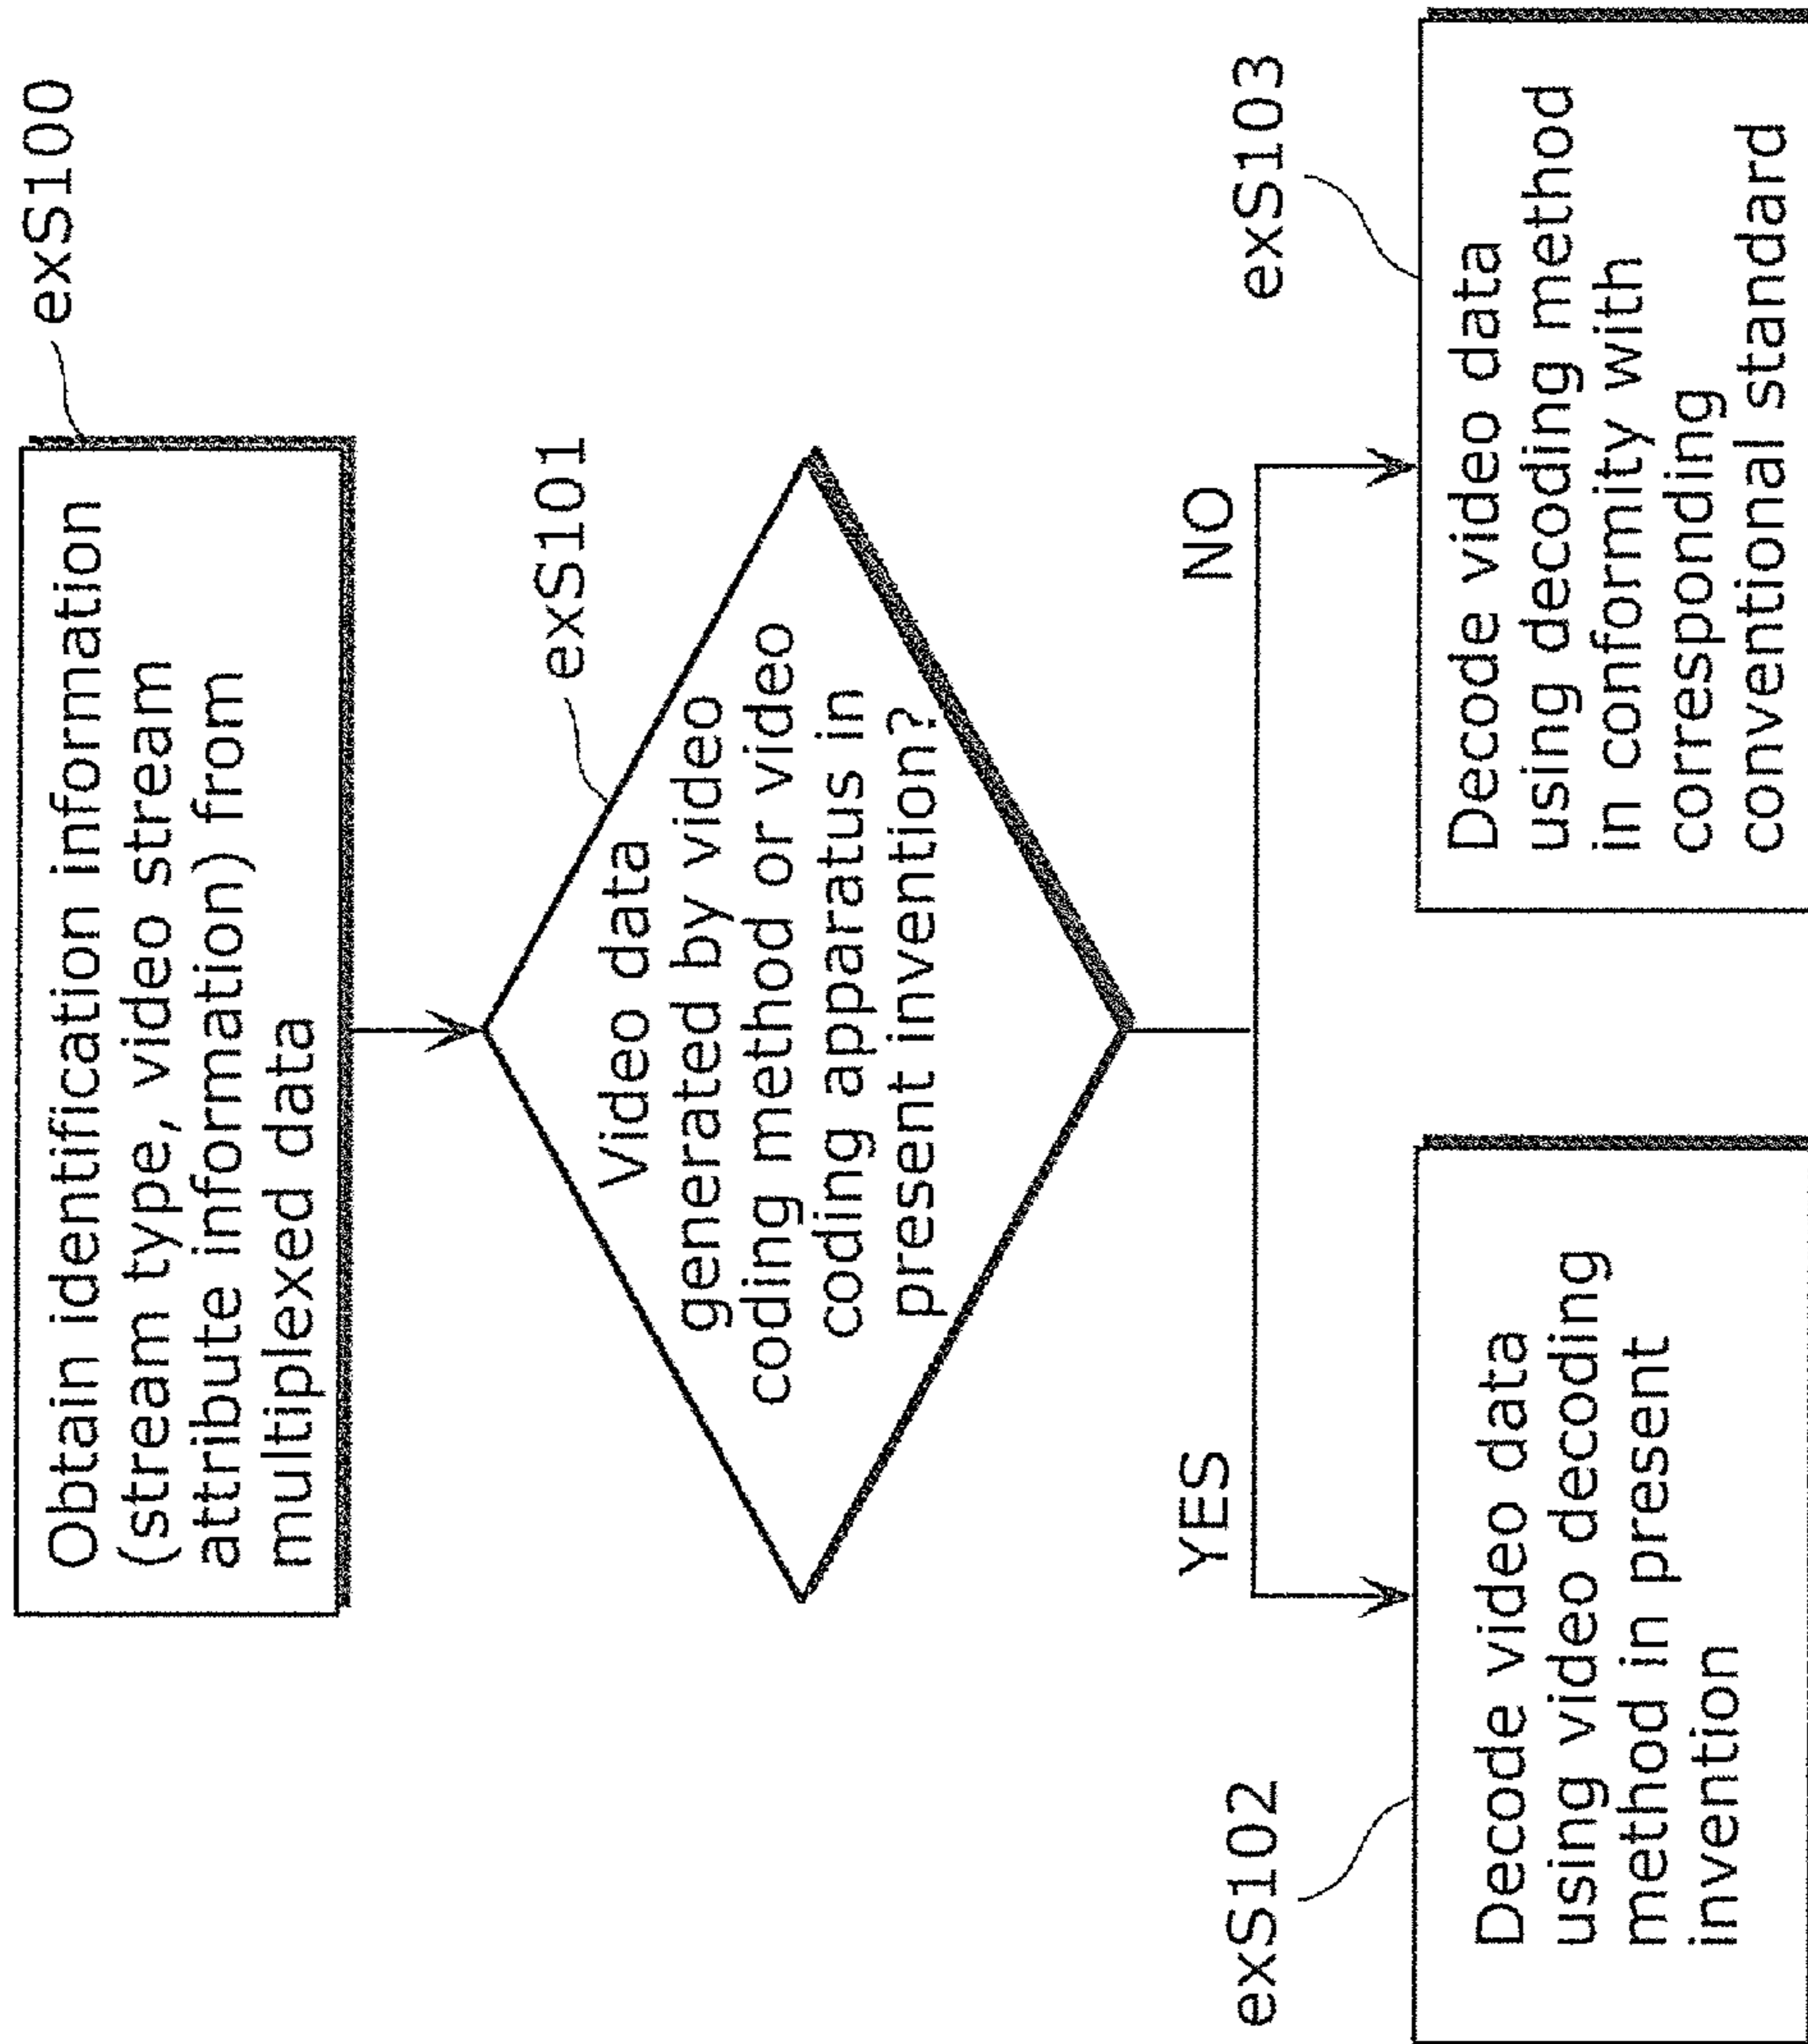 exS100
Obtain identification information
(stream type, video stream
attribute information) from
multiplexed data
exS101
Video data
generated by video
coding method or video
coding apparatus in
present invention?
YES
NO
exS102
exS103
Decode video data
using video decoding
method in present
invention
Decode video data
using decoding method
in conformity with
corresponding
conventional standard